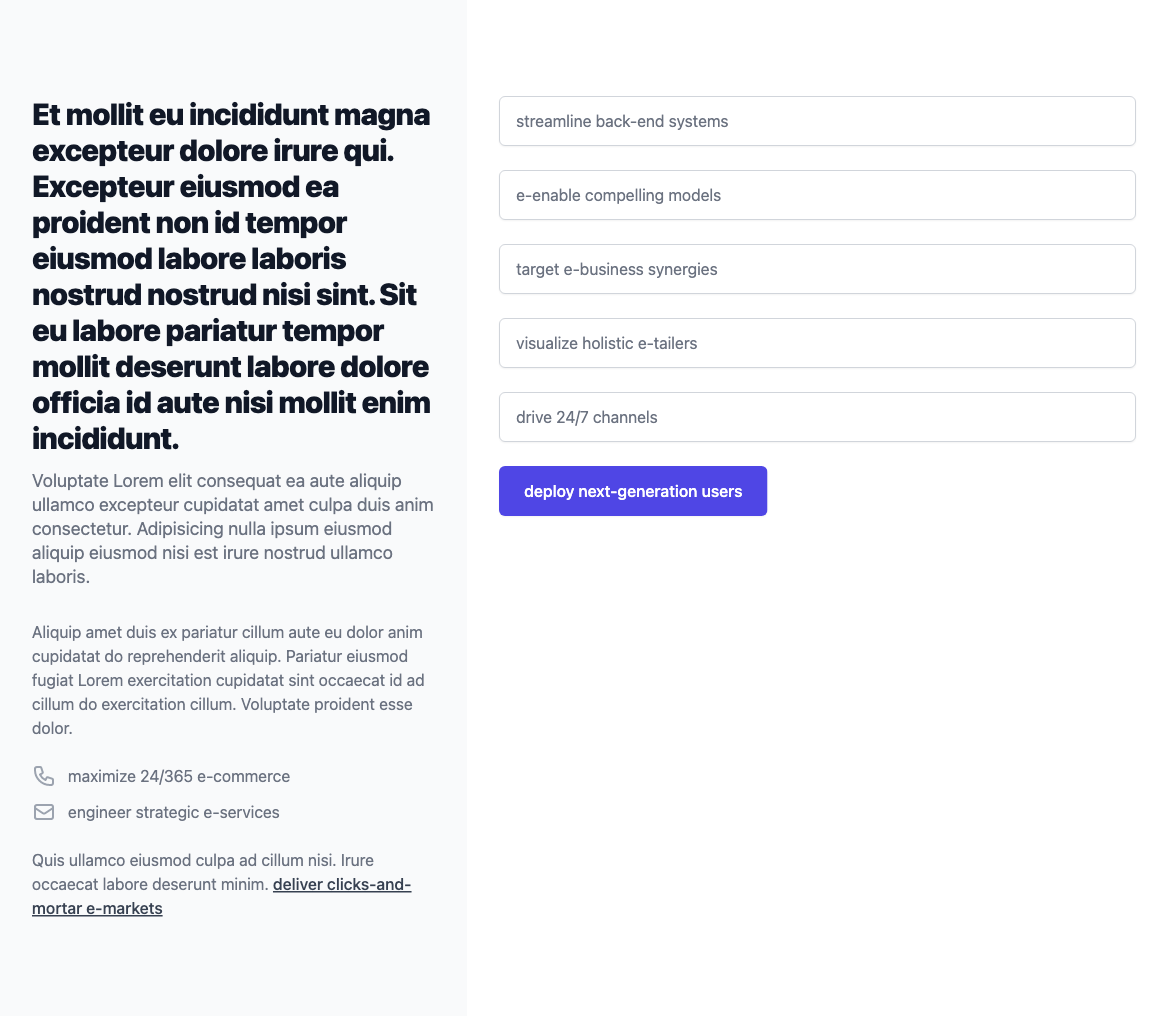 Et mollit eu incididunt magna
excepteur dolore irure qui.
Excepteur eiusmod ea
proident non id tempor
eiusmod labore laboris
nostrud nostrud nisi sint. Sit
eu labore pariatur tempor
mollit deserunt labore dolore
officia id aute nisi mollit enim
incididunt.
Voluptate Lorem elit consequat ea aute aliquip
ullamco excepteur cupidatat amet culpa duis anim
consectetur. Adipisicing nulla ipsum eiusmod
aliquip eiusmod nisi est irure nostrud ullamco
laboris.
Aliquip amet duis ex pariatur cillum aute eu dolor anim
cupidatat do reprehenderit aliquip. Pariatur eiusmod
fugiat Lorem exercitation cupidatat sint occaecat id ad
cillum do exercitation cillum. Voluptate proident esse
dolor.
maximize 24/365 e-commerce
engineer strategic e-services
Quis ullamco eiusmod culpa ad cillum nisi. Irure
occaecat labore deserunt minim. deliver clicks-and-
mortar e-markets
streamline back-end systems
e-enable compelling models
target e-business synergies
visualize holistic e-tailers
drive 24/7 channels
deploy next-generation users